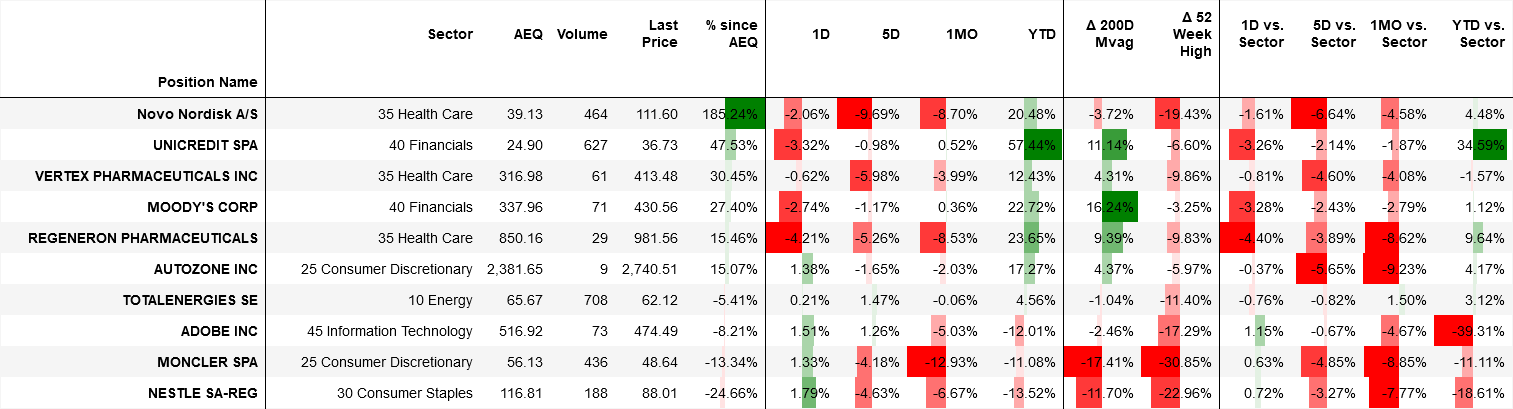 Position Name Sector AEQ Volume Last Price % since AEQ 1D 5D 1MO YTD Δ 200D Mvag Δ 52 Week High 1D vs. Sector 5D vs. Sector 1MO vs. Sector YTD vs. Sector
Novo Nordisk A/S 35 Health Care 39.13 464 111.60 185.24% -2.06% -9.69% -8.70% 20.48% -3.72% -19.43% -1.61% -6.64% -4.58% 4.48%
UNICREDIT SPA 40 Financials 24.90 627 36.73 47.53% -3.32% -0.98% 0.52% 57.44% 11.14% -6.60% -3.26% -2.14% -1.87% 34.59%
VERTEX PHARMACEUTICALS INC 35 Health Care 316.98 61 413.48 30.45% -0.62% -5.98% -3.99% 12.43% 4.31% -9.86% -0.81% -4.60% -4.08% -1.57%
MOODY'S CORP 40 Financials 337.96 71 430.56 27.40% -2.74% -1.17% 0.36% 22.72% 16.24% -3.25% -3.28% -2.43% -2.79% 1.12%
REGENERON PHARMACEUTICALS 35 Health Care 850.16 29 981.56 15.46% -4.21% -5.26% -8.53% 23.65% 9.39% -9.83% -4.40% -3.89% -8.62% 9.64%
AUTOZONE INC 25 Consumer Discretionary 2,381.65 9 2,740.51 15.07% 1.38% -1.65% -2.03% 17.27% 4.37% -5.97% -0.37% -5.65% -9.23% 4.17%
TOTALENERGIES SE 10 Energy 65.67 708 62.12 -5.41% 0.21% 1.47% -0.06% 4.56% -1.04% -11.40% -0.76% -0.82% 1.50% 3.12%
ADOBE INC 45 Information Technology 516.92 73 474.49 -8.21% 1.51% 1.26% -5.03% -12.01% -2.46% -17.29% 1.15% -0.67% -4.67% -39.31%
MONCLER SPA 25 Consumer Discretionary 56.13 436 48.64 -13.34% 1.33% -4.18% -12.93% -11.08% -17.41% -30.85% 0.63% -4.85% -8.85% -11.11%
NESTLE SA-REG 30 Consumer Staples 116.81 188 88.01 -24.66% 1.79% -4.63% -6.67% -13.52% -11.70% -22.96% 0.72% -3.27% -7.77% -18.61%